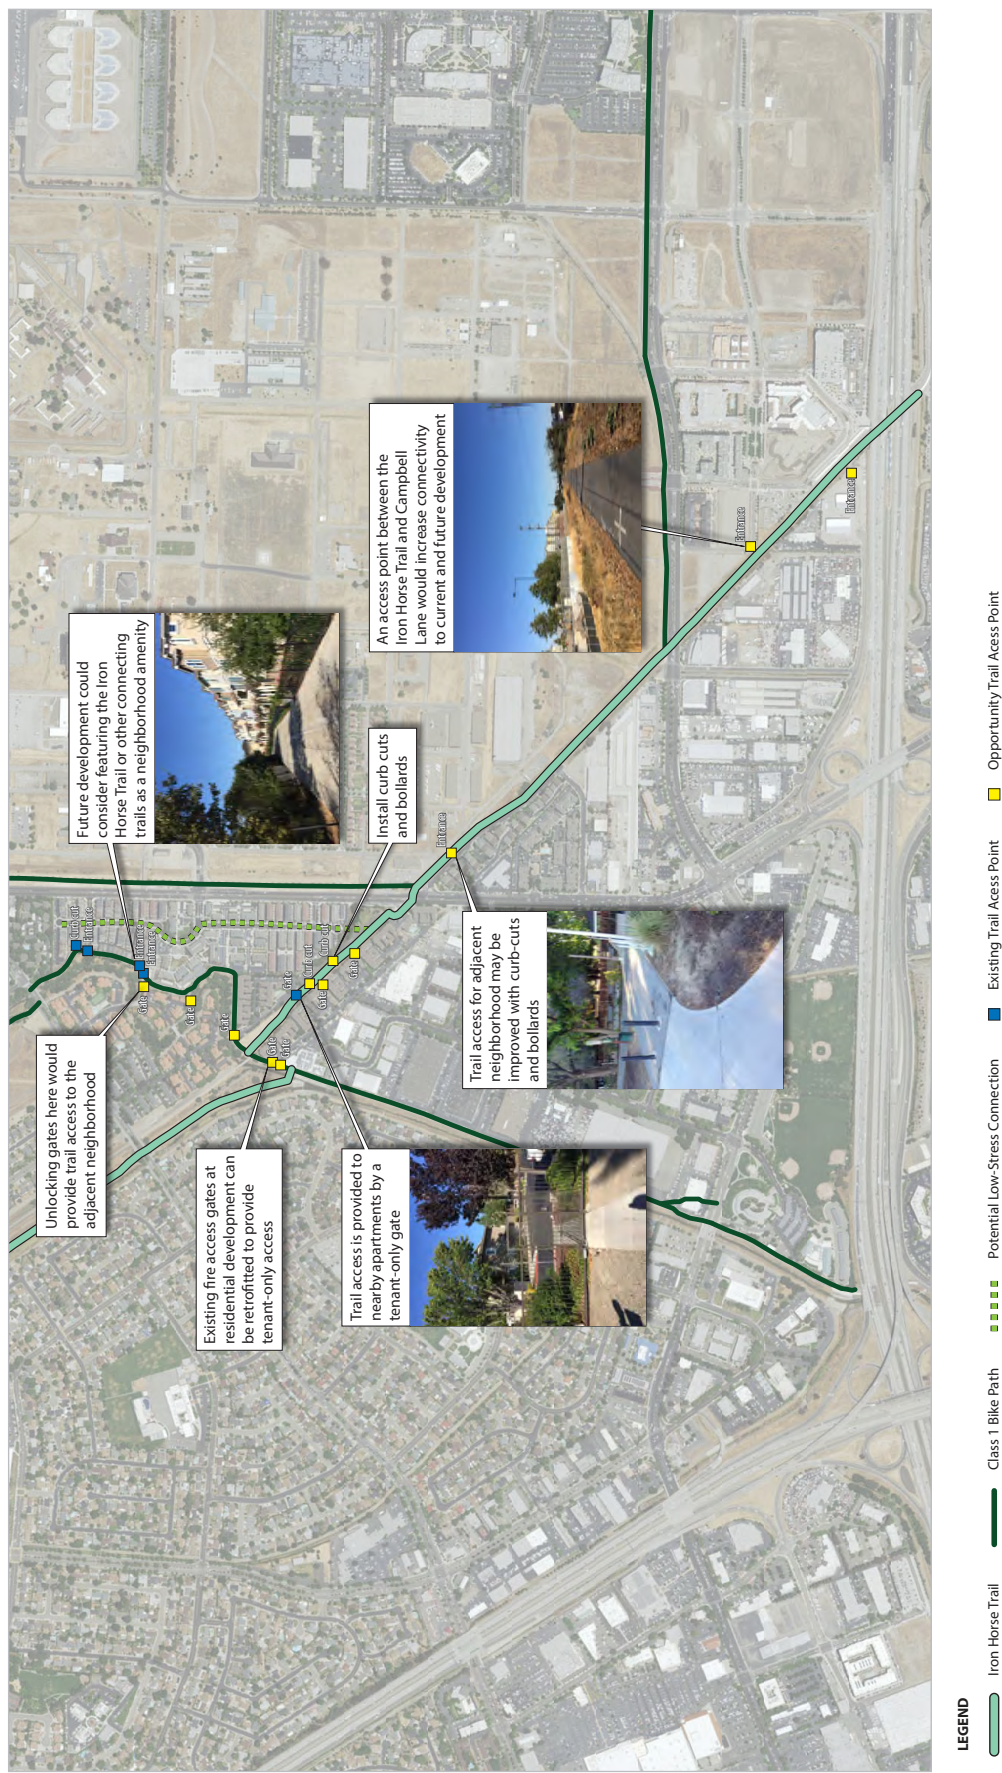 Unlocking gates here would
provide trail access to the
adjacent neighborhood
Existing fire access gates at
residential development can
be retrofitted to provide
tenant-only access
Trail access is provided to
nearby apartments by a
tenant-only gate
Future development could
consider featuring the Iron
Horse Trail or other connecting
trails as a neighborhood amenity
Install curb cuts
and bollards
Trail access for adjacent
neighborhood may be
improved with curb-cuts
and bollards
An access point between the
Iron Horse Trail and Campbell
Lane would increase connectivity
to current and future development
Curb cut
Entrance
Entrance
Entrance
Gate
Gate
Gate
Gate
Gate
Gate
Curb cut
Gate
Curb cut
Gate
Entrance
Entrance
Entrance
LEGEND
Iron Horse Trail
Class 1 Bike Path
Potential Low-Stress Connection
Existing Trail Acess Point
Opportunity Trail Acess Point